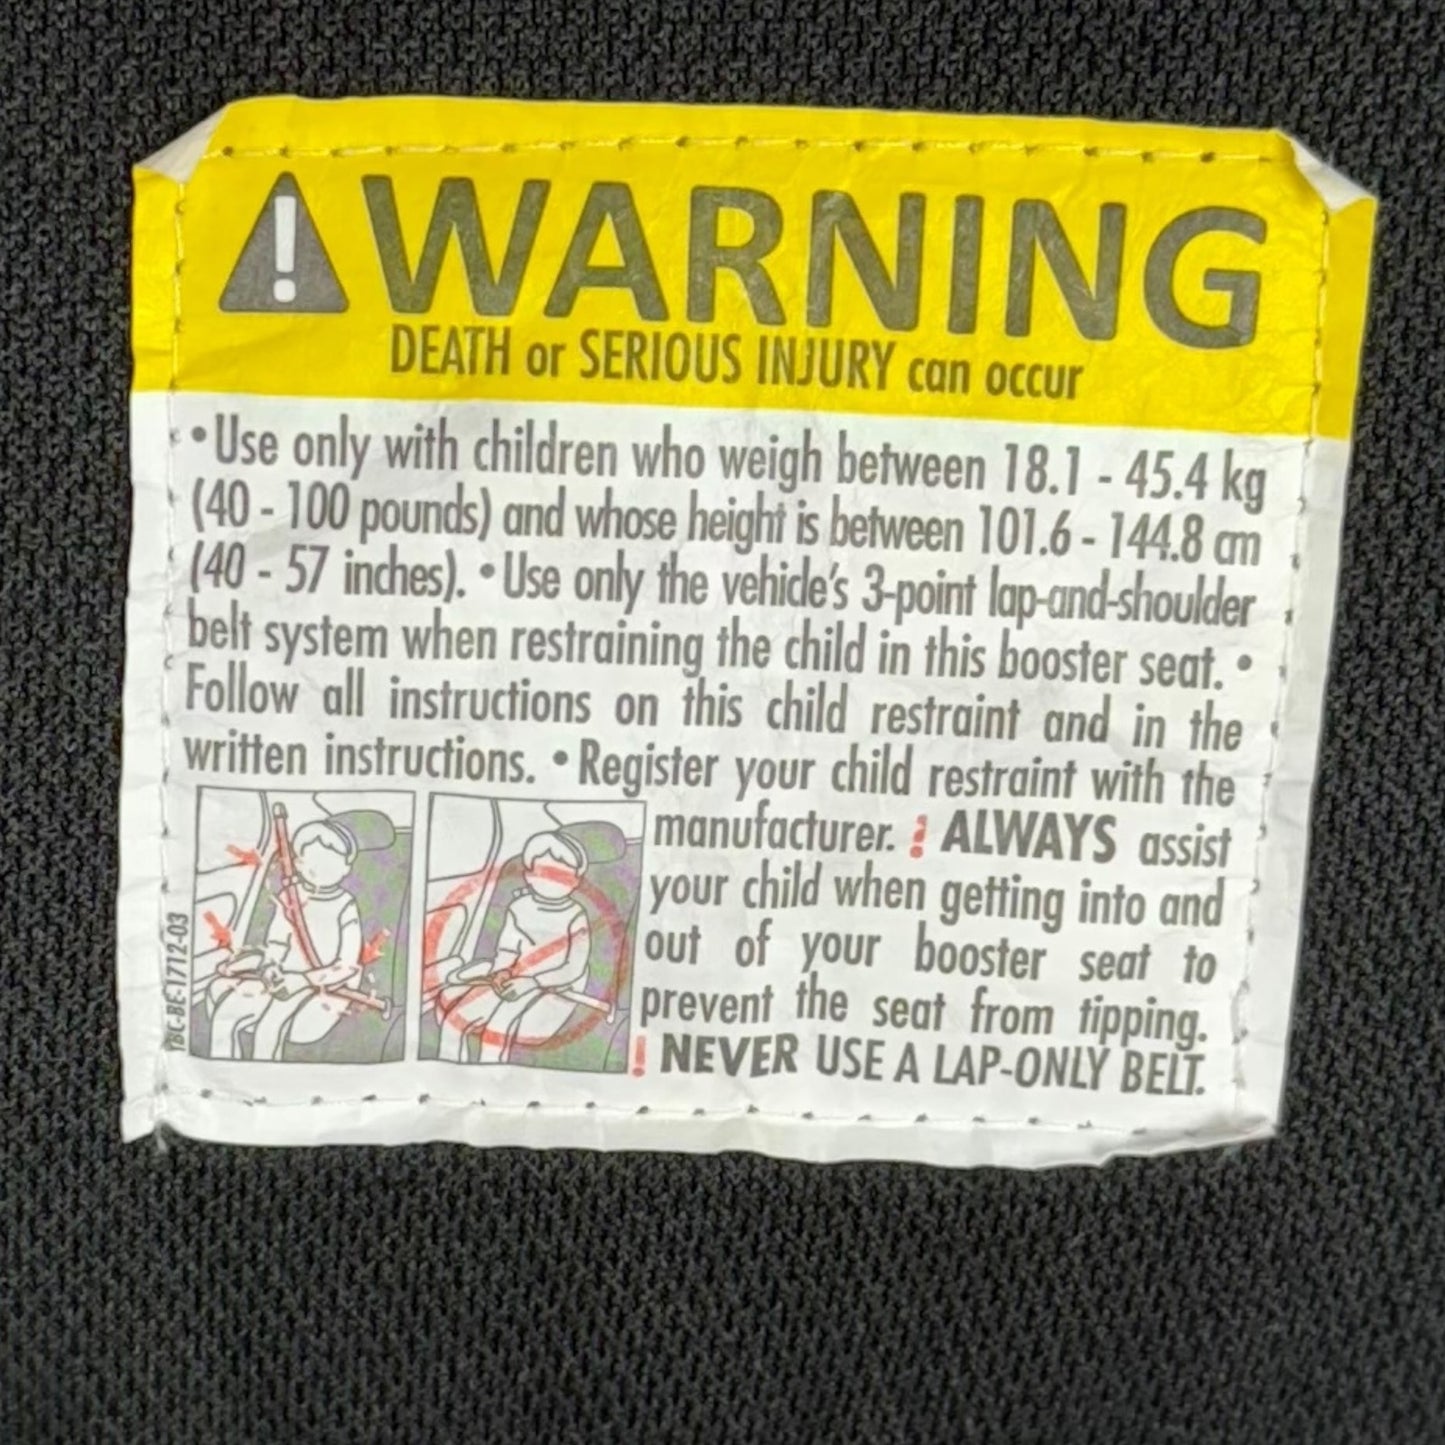 WARNING
DEATH or SERIOUS INJURY can occur
•Use only with children who weigh between 18.1 - 45.4 kg
(40 - 100 pounds) and whose height is between 101.6 - 144.8 cm
(40 - 57 inches). •Use only the vehicle's 3-point lap-and-shoulder
belt system when restraining the child in this booster seat. •
Follow all instructions on this child restraint and in the
written instructions. •Register your child restraint with the
manufacturer. ! ALWAYS assist
your child when getting into and
out of your booster seat to
prevent the seat from tipping.
! NEVER USE A LAP-ONLY BELT.
TBC-BE-1712-03